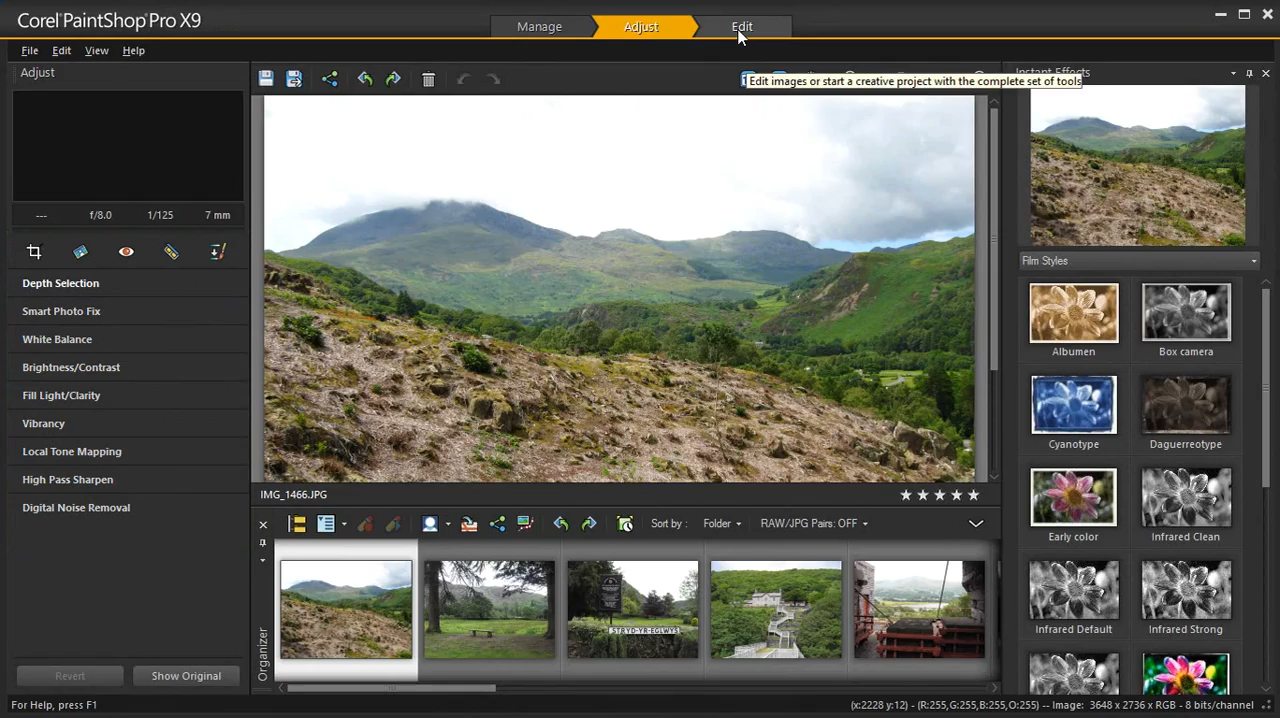 Corel PaintShop Pro X9
Manage
Adjust
Edit
File
Edit
View
Help
Adjust
Edit images or start a creative project with the complete set of tools
Instant Effects
---
f/8.0
1/125
7 mm
Depth Selection
Smart Photo Fix
White Balance
Brightness/Contrast
Fill Light/Clarity
Vibrancy
Local Tone Mapping
High Pass Sharpen
Digital Noise Removal
Revert
Show Original
IMG_1466.JPG
Sort by :
Folder
RAW/JPG Pairs: OFF
Organizer
STRYD-YR-EGLWYS
Film Styles
Albumen
Box camera
Cyanotype
Daguerreotype
Early color
Infrared Clean
Infrared Default
Infrared Strong
For Help, press F1
(x:2228 y:12) - (R:255,G:255,B:255,O:255) -- Image: 3648 x 2736 x RGB - 8 bits/channel